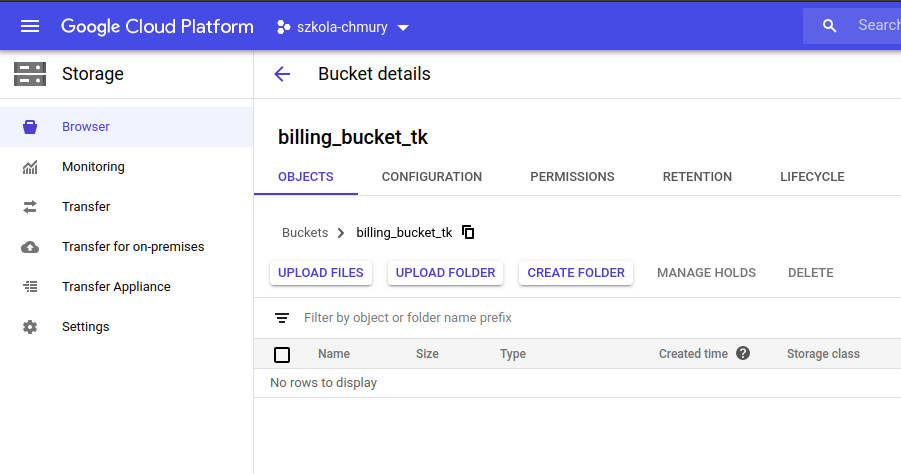 Google Cloud Platform szkola-chmury Search
Storage Bucket details
Browser
Monitoring
Transfer
Transfer for on-premises
Transfer Appliance
Settings
billing_bucket_tk
OBJECTS CONFIGURATION PERMISSIONS RETENTION LIFECYCLE
Buckets > billing_bucket_tk
UPLOAD FILES UPLOAD FOLDER CREATE FOLDER MANAGE HOLDS DELETE
Filter by object or folder name prefix
Name Size Type Created time ? Storage class
No rows to display